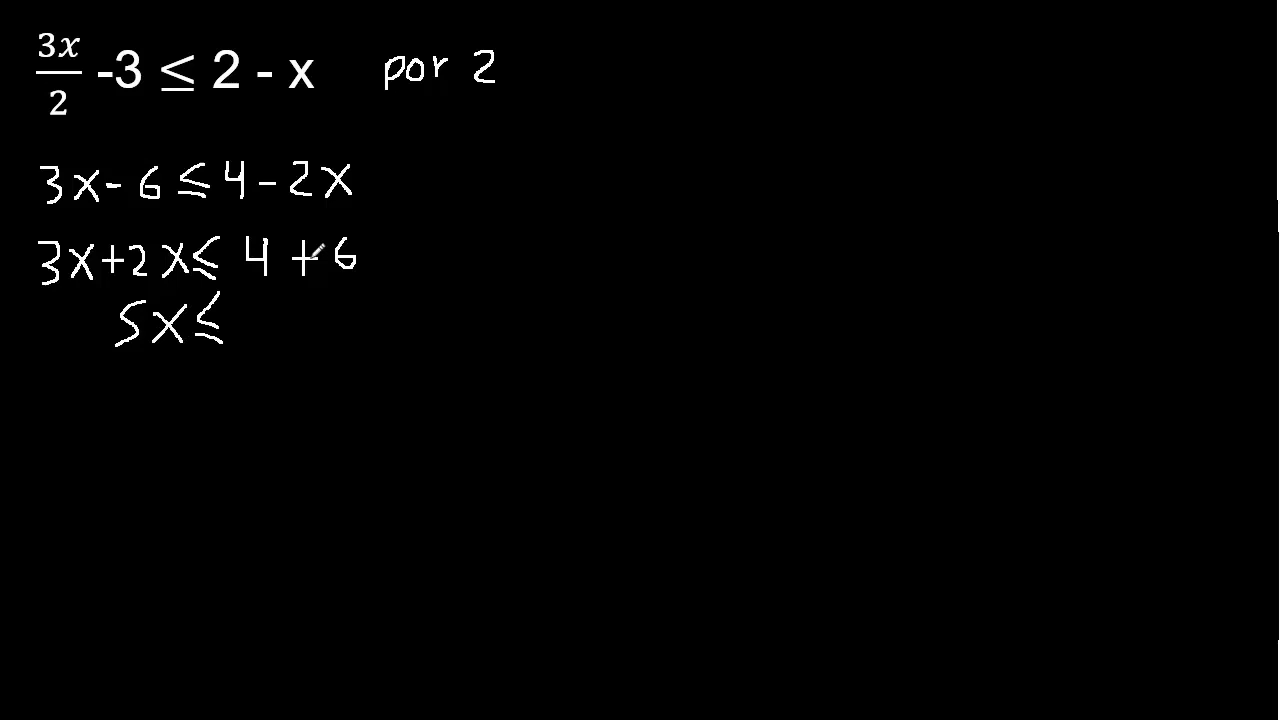 3x/2 -3 ≤ 2 - x por 2
3x - 6 ≤ 4 - 2x
3x + 2x ≤ 4 + 6
5x ≤